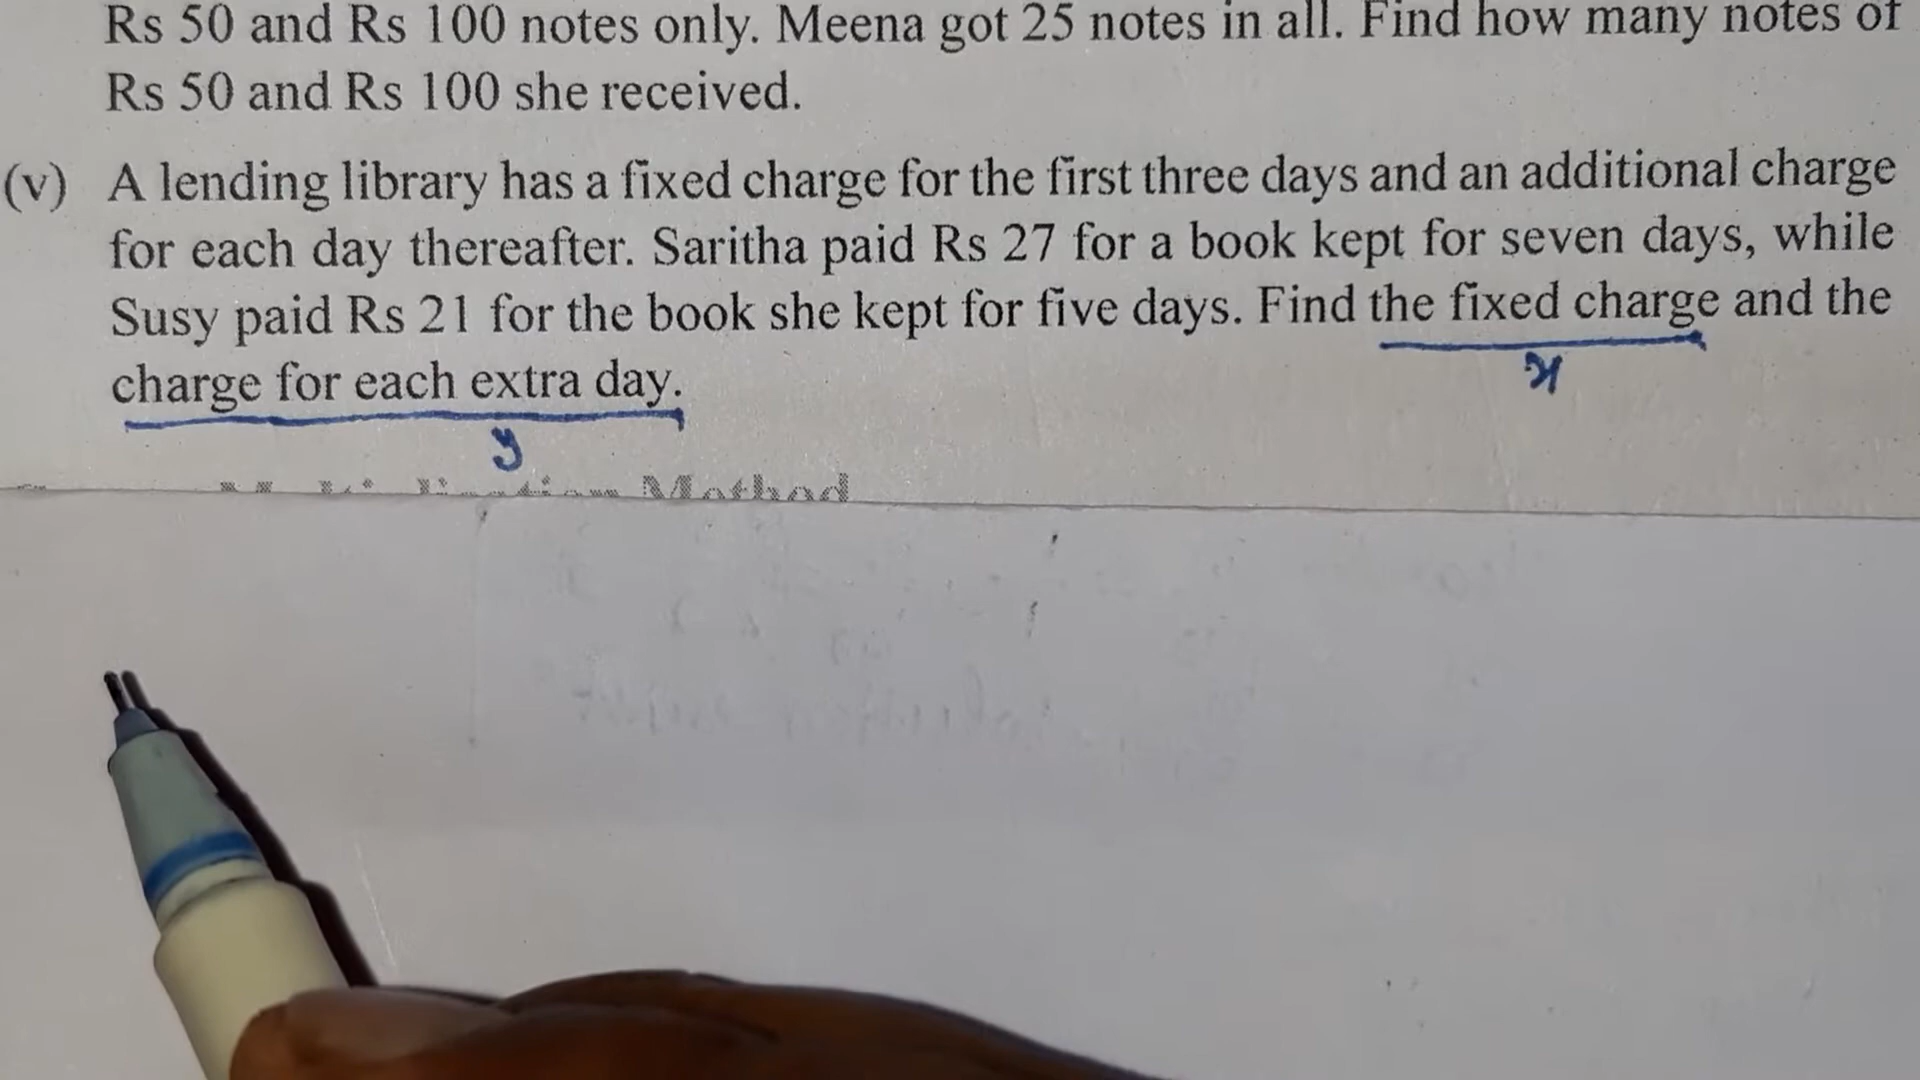 Rs 50 and Rs 100 notes only. Meena got 25 notes in all. Find how many notes of
Rs 50 and Rs 100 she received.
(v) A lending library has a fixed charge for the first three days and an additional charge
for each day thereafter. Saritha paid Rs 27 for a book kept for seven days, while
Susy paid Rs 21 for the book she kept for five days. Find the fixed charge and the
x
charge for each extra day.
y
Method